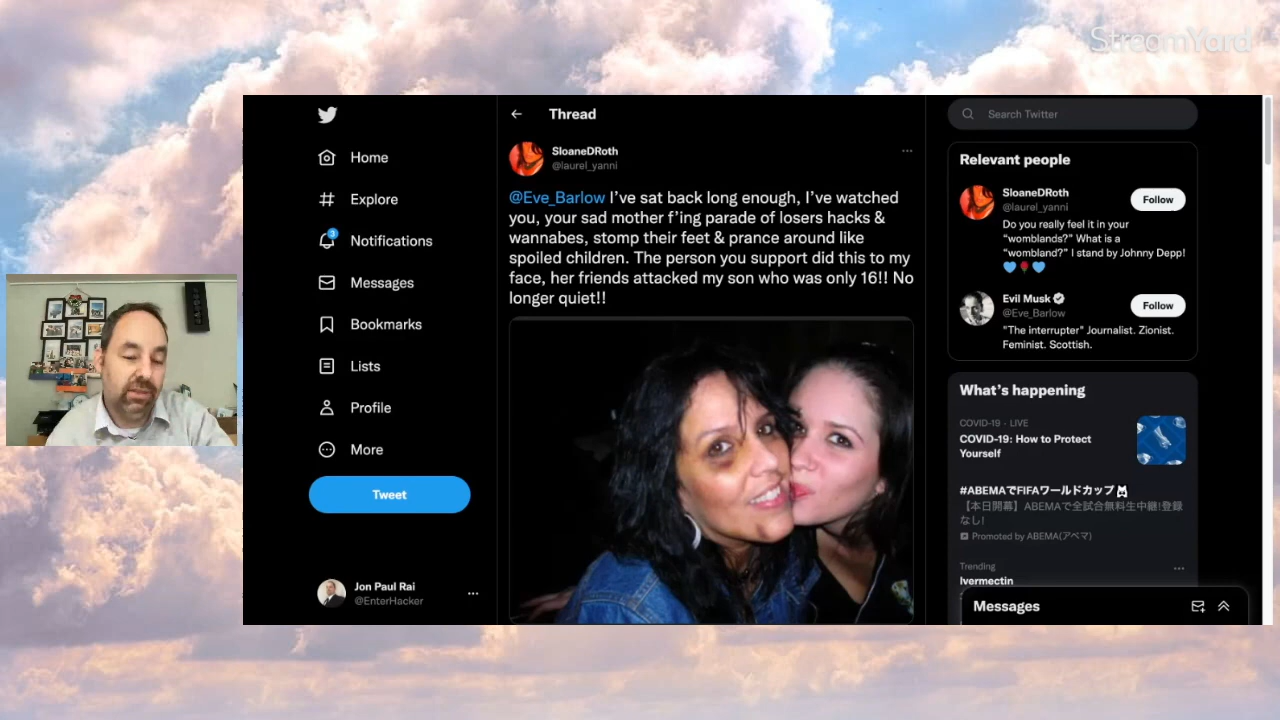 StreamYard
Thread
Search Twitter
Home
Explore
3
Notifications
Messages
Bookmarks
Lists
Profile
More
Tweet
Jon Paul Rai
@EnterHacker
SloaneDRoth
@laurel_yanni
@Eve_Barlow I've sat back long enough, I've watched
you, your sad mother f'ing parade of losers hacks &
wannabes, stomp their feet & prance around like
spoiled children. The person you support did this to my
face, her friends attacked my son who was only 16!! No
longer quiet!!
Relevant people
SloaneDRoth
@laurel_yanni
Follow
Do you really feel it in your
“womblands?” What is a
“wombland?” I stand by Johnny Depp!
Evil Musk
@Eve_Barlow
Follow
"The interrupter" Journalist. Zionist.
Feminist. Scottish.
What's happening
COVID-19 · LIVE
COVID-19: How to Protect
Yourself
#ABEMAでFIFAワールドカップ
【本日開幕】ABEMAで全試合無料生中継!登録
なし!
Promoted by ABEMA(アベマ)
Trending
Ivermectin
Messages